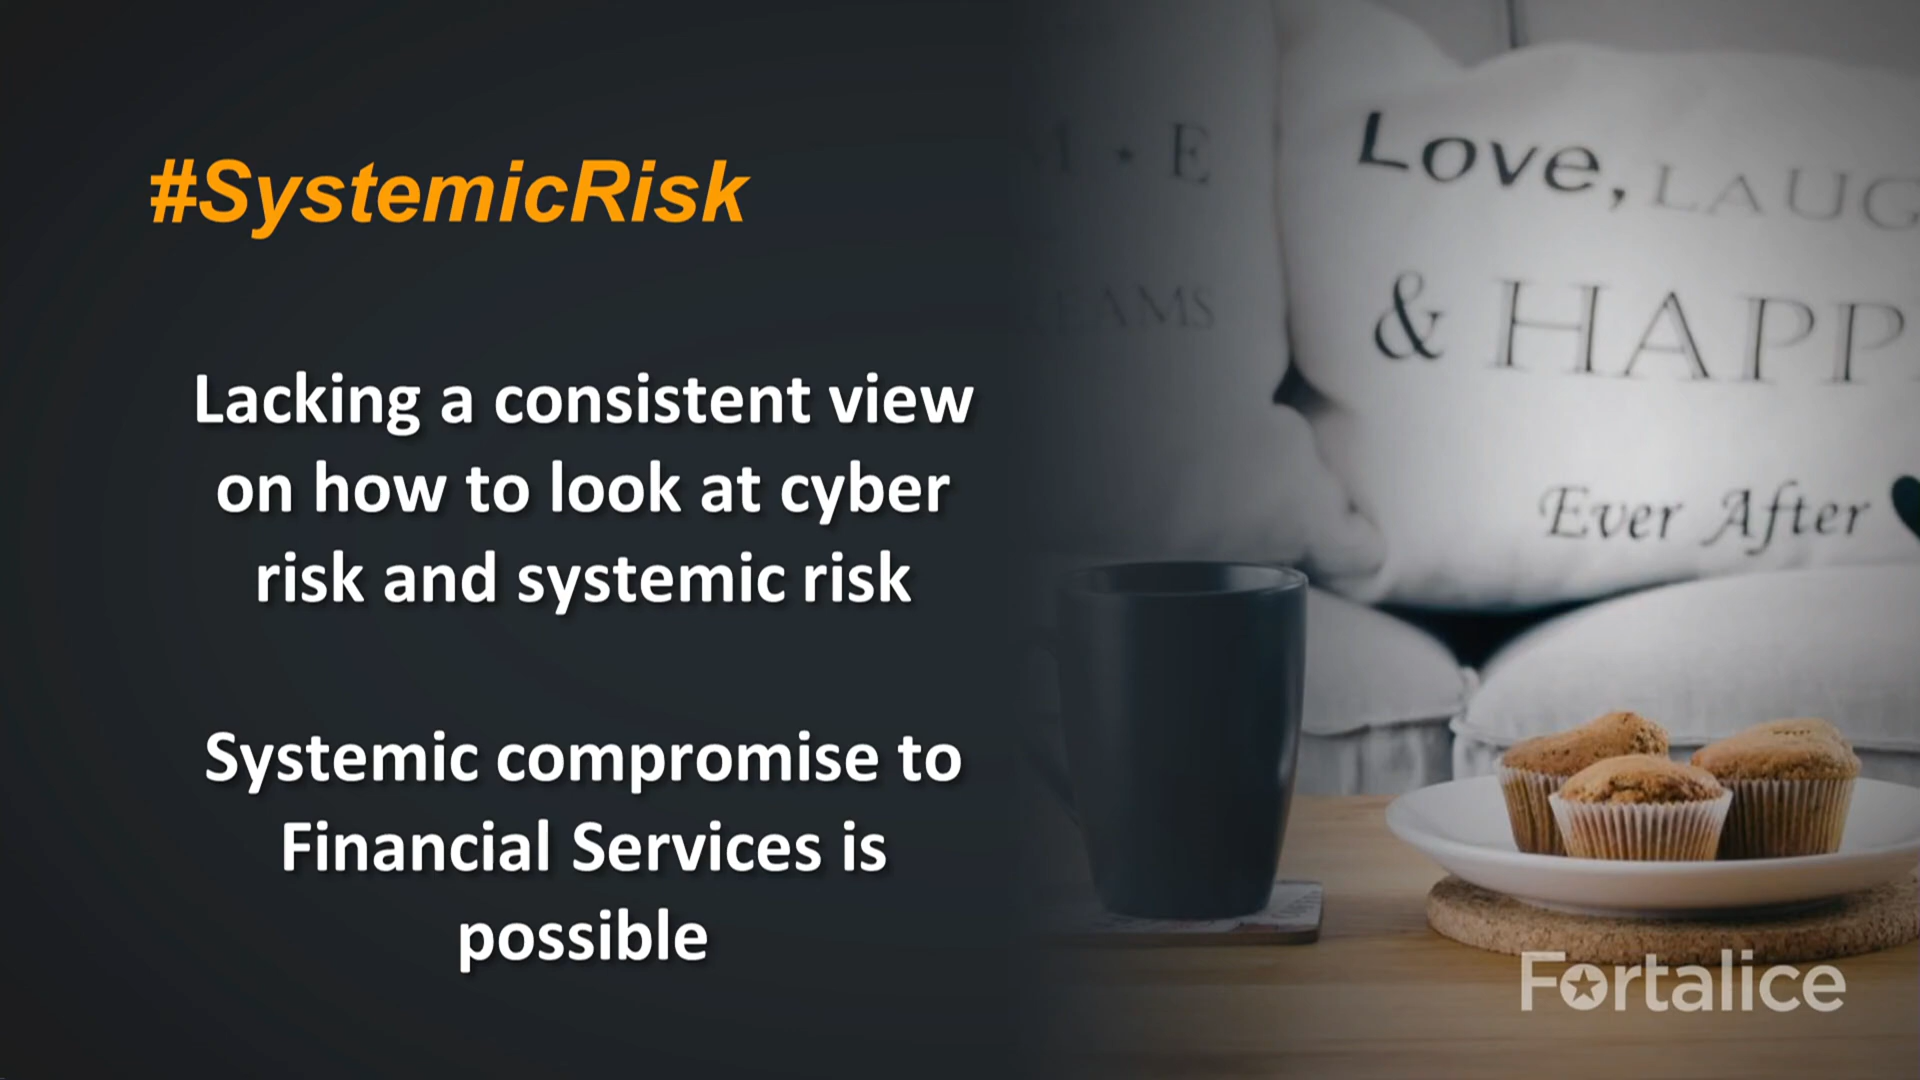 #SystemicRisk
Lacking a consistent view
on how to look at cyber
risk and systemic risk
Systemic compromise to
Financial Services is
possible
Love,
&
Ever After
Fortalice